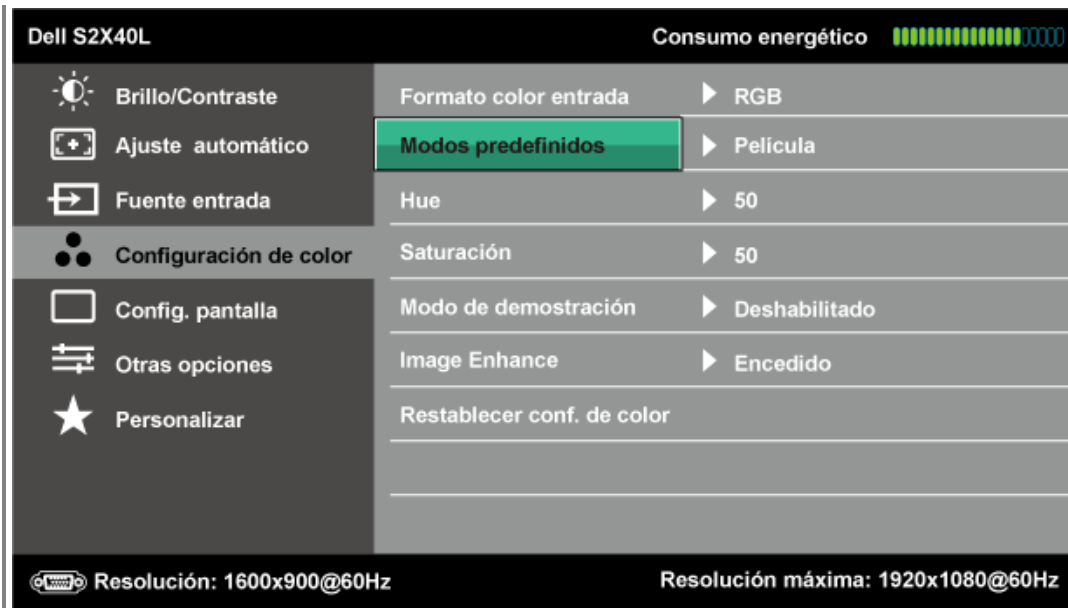 Dell S2X40L Consumo energético
Brillo/Contraste
Ajuste automático
Fuente entrada
Configuración de color
Config. pantalla
Otras opciones
Personalizar
Formato color entrada RGB
Modos predefinidos Película
Hue 50
Saturación 50
Modo de demostración Deshabilitado
Image Enhance Encedido
Restablecer conf. de color
Resolución: 1600x900@60Hz Resolución máxima: 1920x1080@60Hz